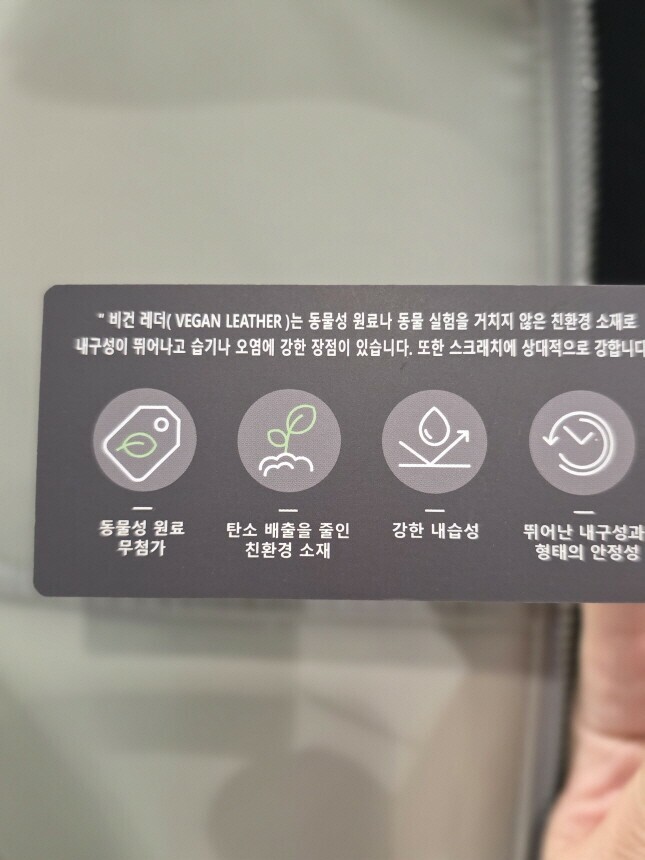 " 비건 레더( VEGAN LEATHER )는 동물성 원료나 동물 실험을 거치지 않은 친환경 소재로
내구성이 뛰어나고 습기나 오염에 강한 장점이 있습니다. 또한 스크래치에 상대적으로 강합니다
동물성 원료
무첨가
탄소 배출을 줄인
친환경 소재
강한 내습성
뛰어난 내구성과
형태의 안정성